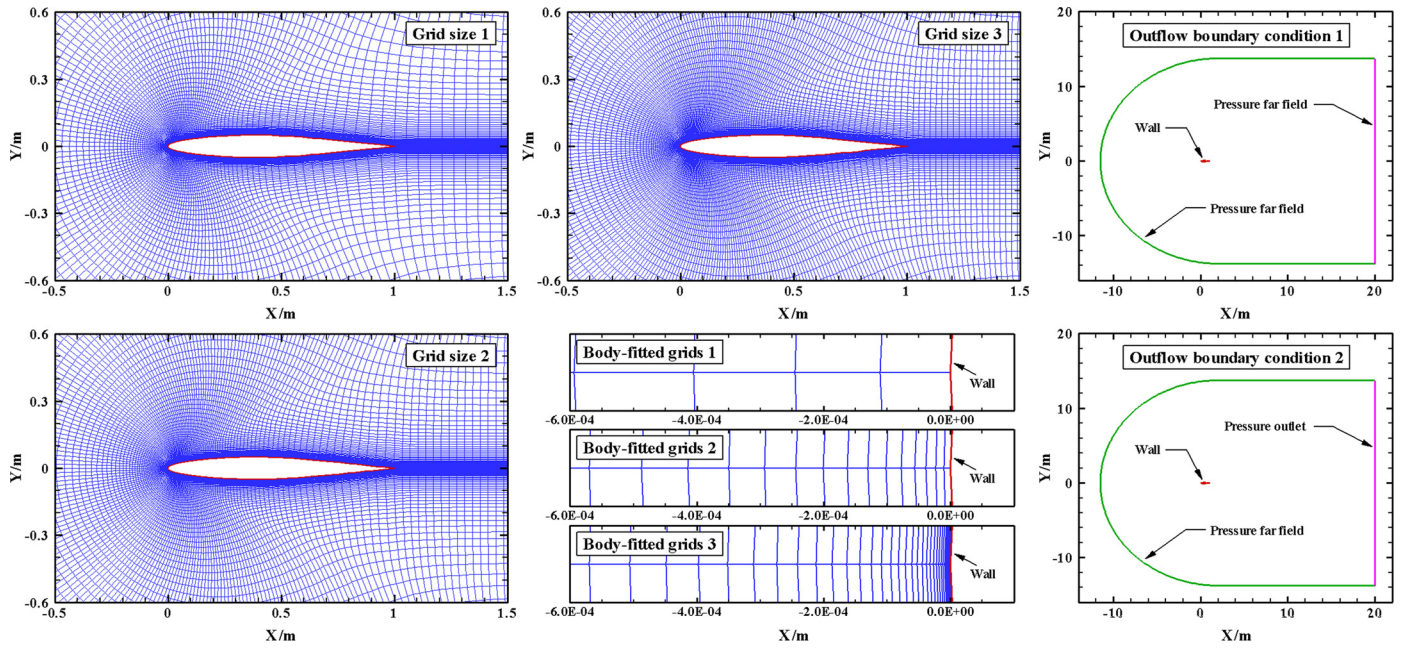 Grid size 1
0.6
0.3
0
-0.3
-0.6
Y/m
-0.5
0
0.5
1
1.5
X/m
Grid size 3
0.6
0.3
0
-0.3
-0.6
Y/m
-0.5
0
0.5
1
1.5
X/m
Outflow boundary condition 1
Pressure far field
Wall
Pressure far field
20
10
0
-10
Y/m
-10
0
10
20
X/m
Grid size 2
0.6
0.3
0
-0.3
-0.6
Y/m
-0.5
0
0.5
1
1.5
X/m
Body-fitted grids 1
Wall
-6.0E-04
-4.0E-04
-2.0E-04
0.0E+00
Body-fitted grids 2
Wall
-6.0E-04
-4.0E-04
-2.0E-04
0.0E+00
Body-fitted grids 3
Wall
-6.0E-04
-4.0E-04
-2.0E-04
0.0E+00
X/m
Outflow boundary condition 2
Pressure outlet
Wall
Pressure far field
20
10
0
-10
Y/m
-10
0
10
20
X/m